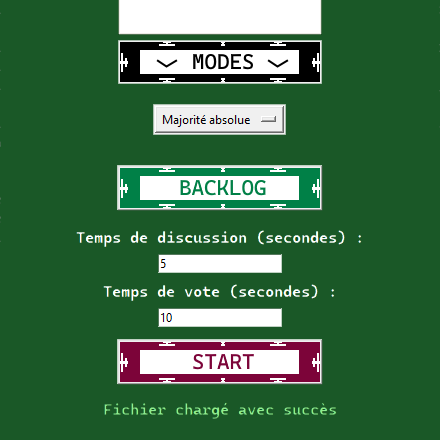 MODES
Majorité absolue
BACKLOG
Temps de discussion (secondes) :
5
Temps de vote (secondes) :
10
START
Fichier chargé avec succès